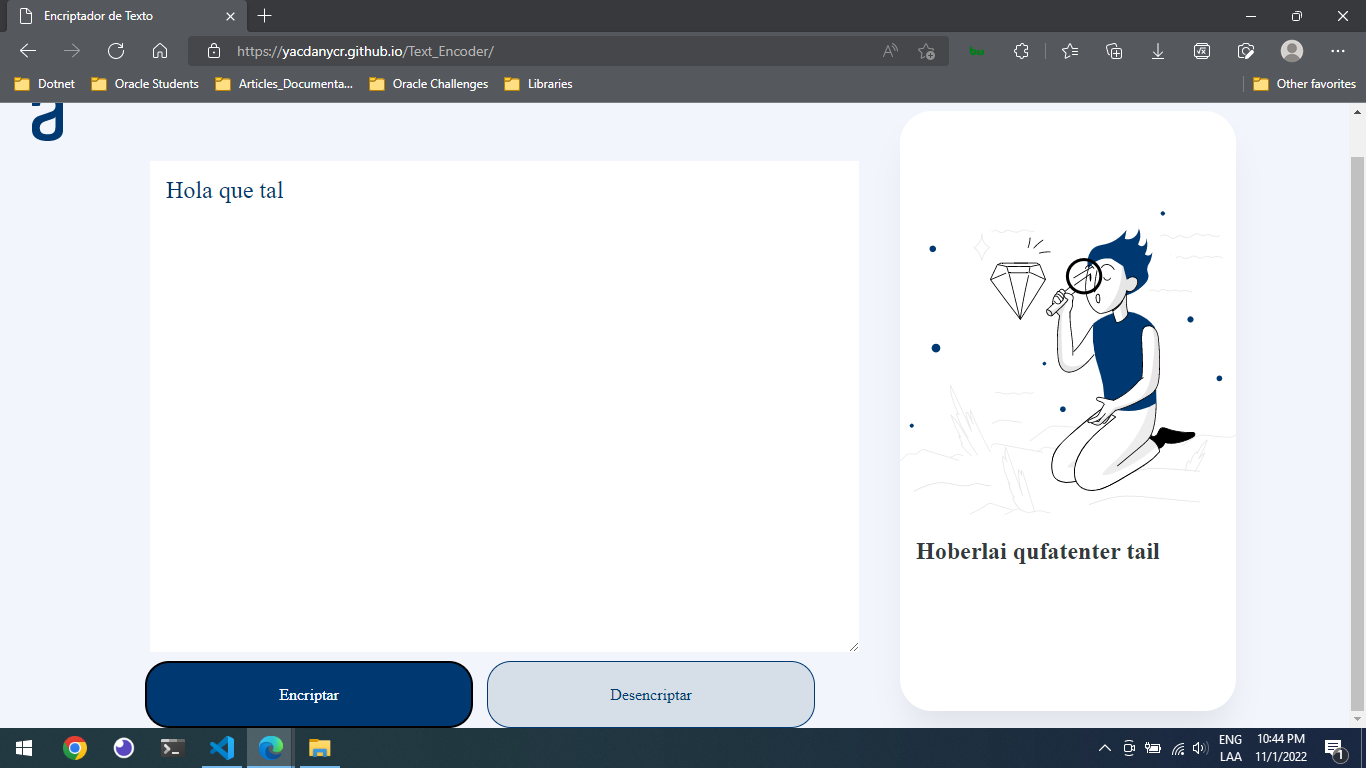 Encriptador de Texto
https://yacdanycr.github.io/Text_Encoder/
Dotnet
Oracle Students
Articles_Documenta...
Oracle Challenges
Libraries
Other favorites
a
Hola que tal
Hoberlai qufatenter tail
Encriptar
Desencriptar
ENG
LAA
10:44 PM
11/1/2022
1